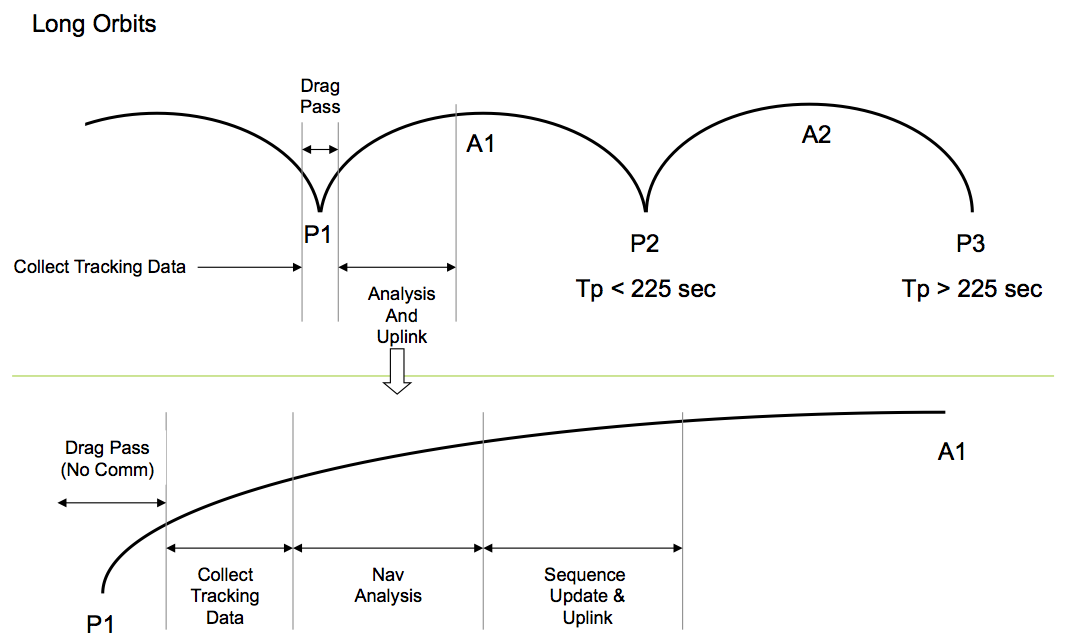 Long Orbits
Drag
Pass
A1
A2
P1
P2
P3
Collect Tracking Data
Tp < 225 sec
Tp > 225 sec
Analysis
And
Uplink
Drag Pass
(No Comm)
A1
Collect
Tracking
Data
Nav
Analysis
Sequence
Update &
Uplink
P1